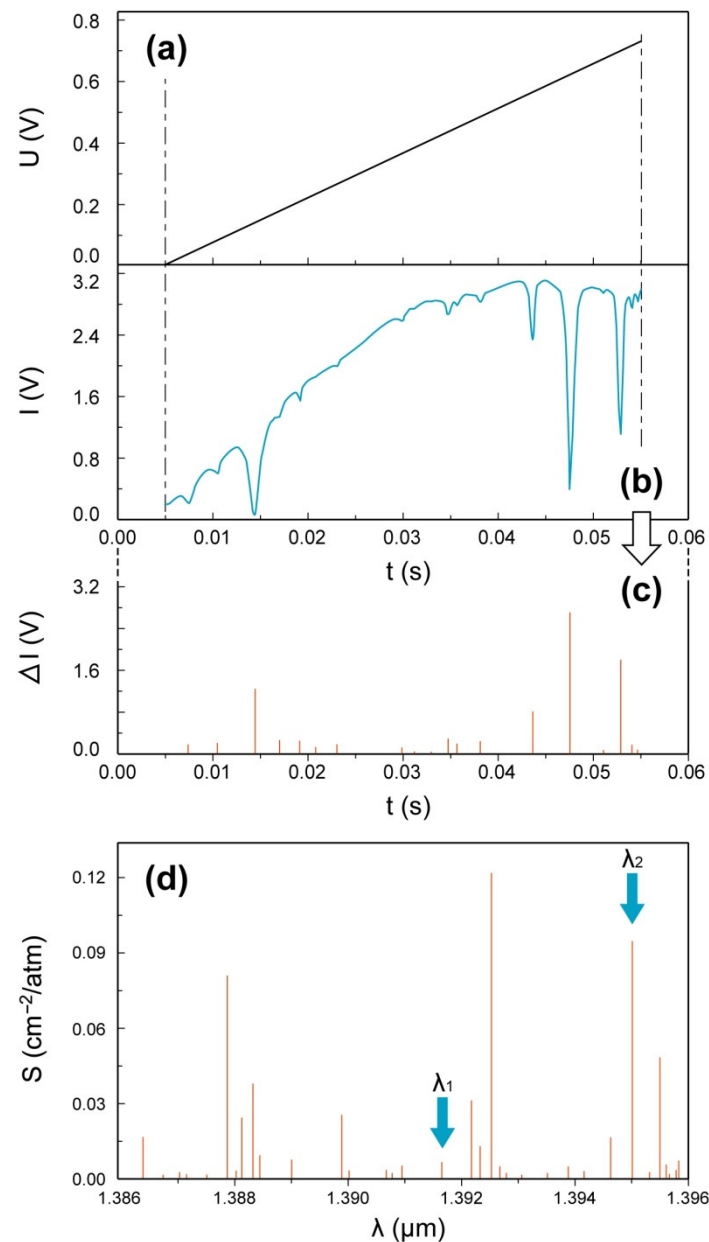 (a)
U (V)
0.8
0.6
0.4
0.2
0.0
I (V)
3.2
2.4
1.6
0.8
0.0
(b)
0.00 0.01 0.02 0.03 0.04 0.05 0.06
t (s)
(c)
Δ I (V)
3.2
1.6
0.0
0.00 0.01 0.02 0.03 0.04 0.05 0.06
t (s)
(d)
S (cm⁻²/atm)
0.12
0.09
0.06
0.03
0.00
λ₂
λ₁
1.386 1.388 1.390 1.392 1.394 1.396
λ (μm)